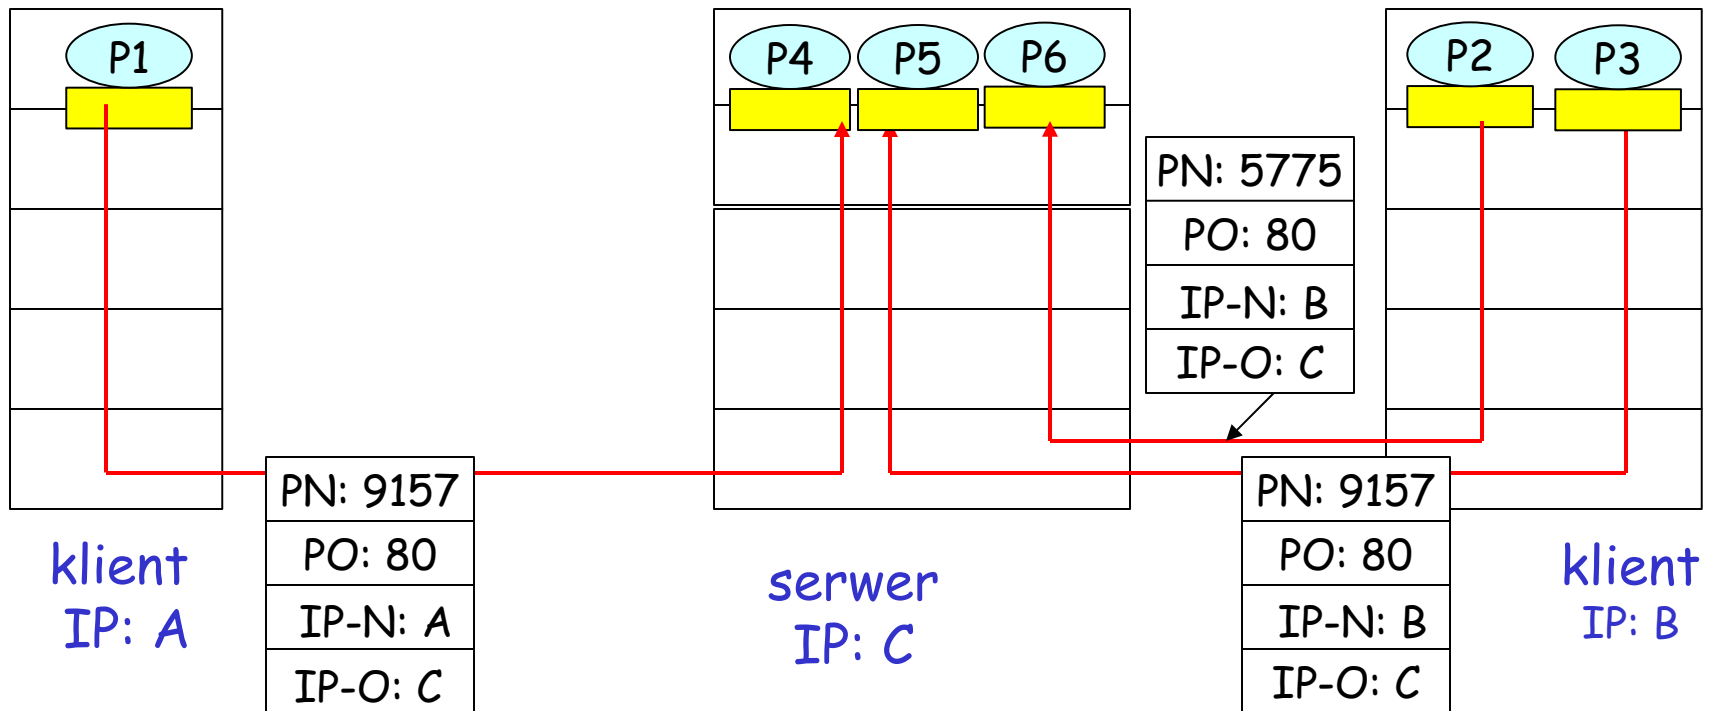 P1
P4
P5
P6
P2
P3
PN: 5775
PO: 80
IP-N: B
IP-O: C
PN: 9157
PO: 80
IP-N: A
IP-O: C
PN: 9157
PO: 80
IP-N: B
IP-O: C
klient
IP: A
serwer
IP: C
klient
IP: B